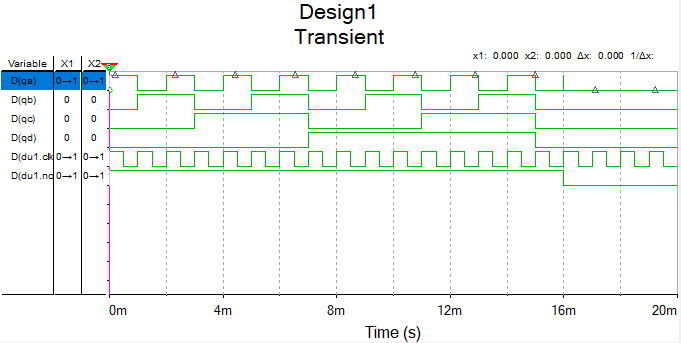 Design1
Transient
x1: 0.000 x2: 0.000 Δx: 0.000 1/Δx:
Variable X1 X2
D(qa) 0→1 0→1
D(qb) 0 0
D(qc) 0 0
D(qd) 0 0
D(du1.ck 0→1 0→1
D(du1.nc 0→1 0→1
0m 4m 8m 12m 16m 20m
Time (s)